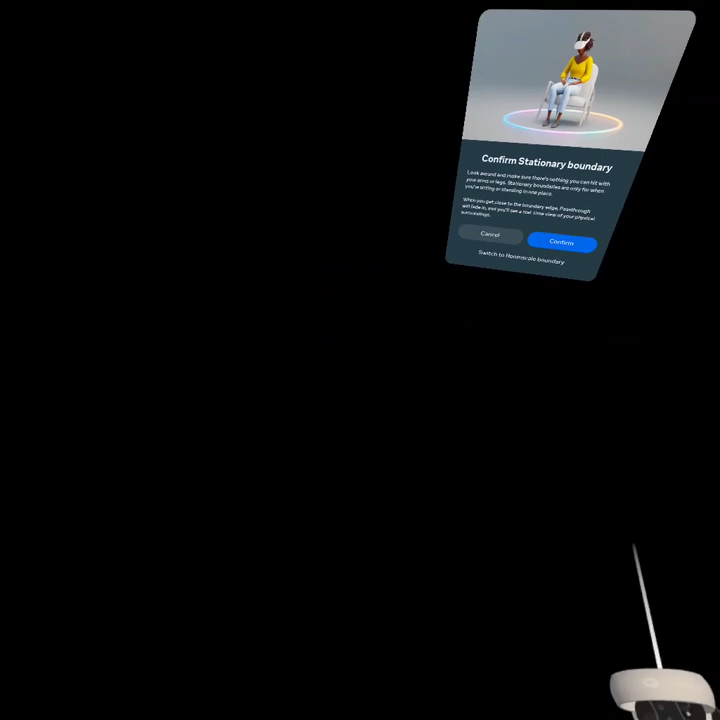 Confirm Stationary boundary
Look around and make sure there's nothing you can hit with
your arms or legs. Stationary boundaries are only for when
you're sitting or standing in one place.
When you get close to the boundary edge, Passthrough
will fade in, and you'll see a real-time view of your physical
surroundings.
Cancel
Confirm
Switch to Roomscale boundary